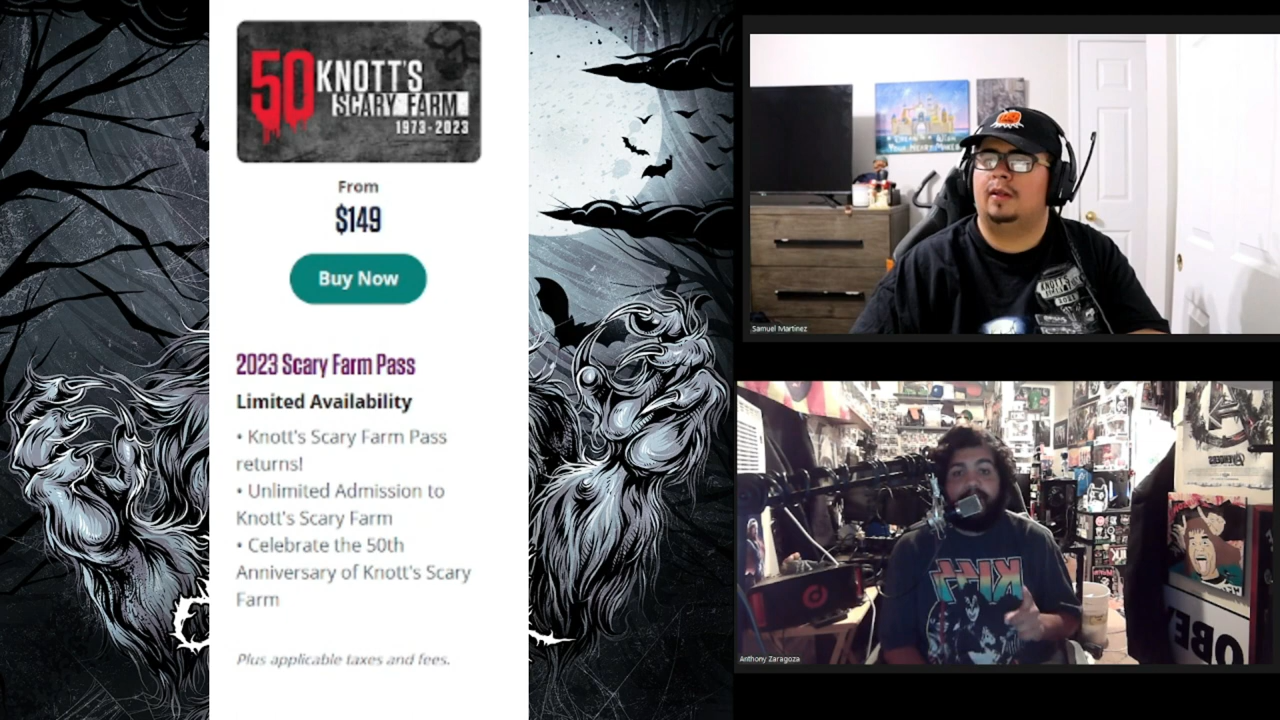 50 KNOTT'S
SCARY FARM
1973-2023
From
$149
Buy Now
2023 Scary Farm Pass
Limited Availability
• Knott's Scary Farm Pass
returns!
• Unlimited Admission to
Knott's Scary Farm
• Celebrate the 50th
Anniversary of Knott's Scary
Farm
Plus applicable taxes and fees.
Samuel Martinez
KISS
AVENGERS
OBEY
Anthony Zaragoza